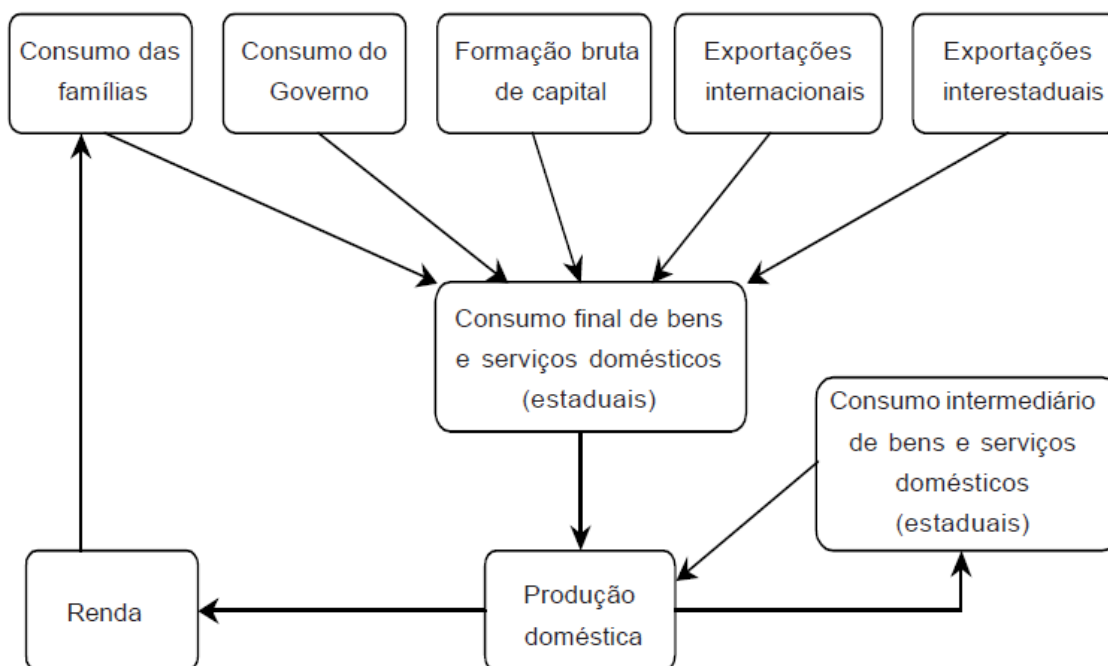 Consumo das
famílias
Consumo do
Governo
Formação bruta
de capital
Exportações
internacionais
Exportações
interestaduais
Consumo final de bens
e serviços domésticos
(estaduais)
Consumo intermediário
de bens e serviços
domésticos
(estaduais)
Renda
Produção
doméstica